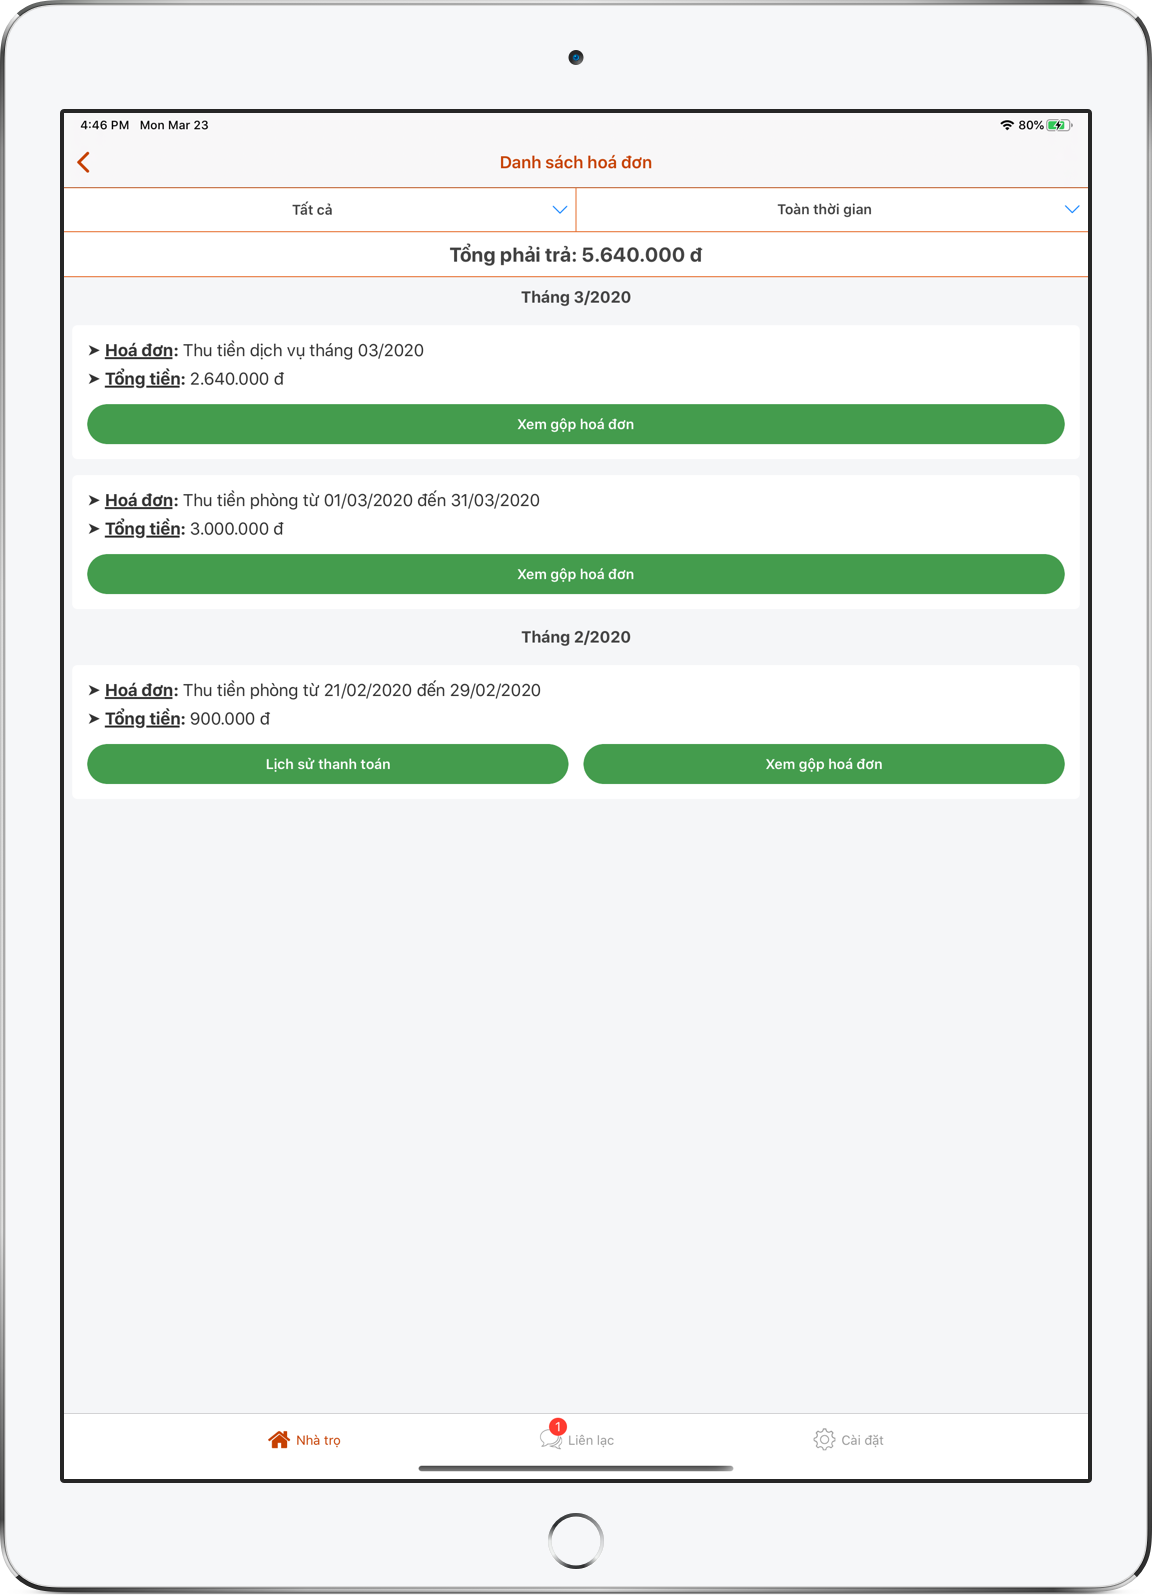 4:46 PM Mon Mar 23 80%
Danh sách hoá đơn
Tất cả Toàn thời gian
Tổng phải trả: 5.640.000 đ
Tháng 3/2020
➤ Hoá đơn: Thu tiền dịch vụ tháng 03/2020
➤ Tổng tiền: 2.640.000 đ
Xem gộp hoá đơn
➤ Hoá đơn: Thu tiền phòng từ 01/03/2020 đến 31/03/2020
➤ Tổng tiền: 3.000.000 đ
Xem gộp hoá đơn
Tháng 2/2020
➤ Hoá đơn: Thu tiền phòng từ 21/02/2020 đến 29/02/2020
➤ Tổng tiền: 900.000 đ
Lịch sử thanh toán Xem gộp hoá đơn
1
Nhà trọ Liên lạc Cài đặt